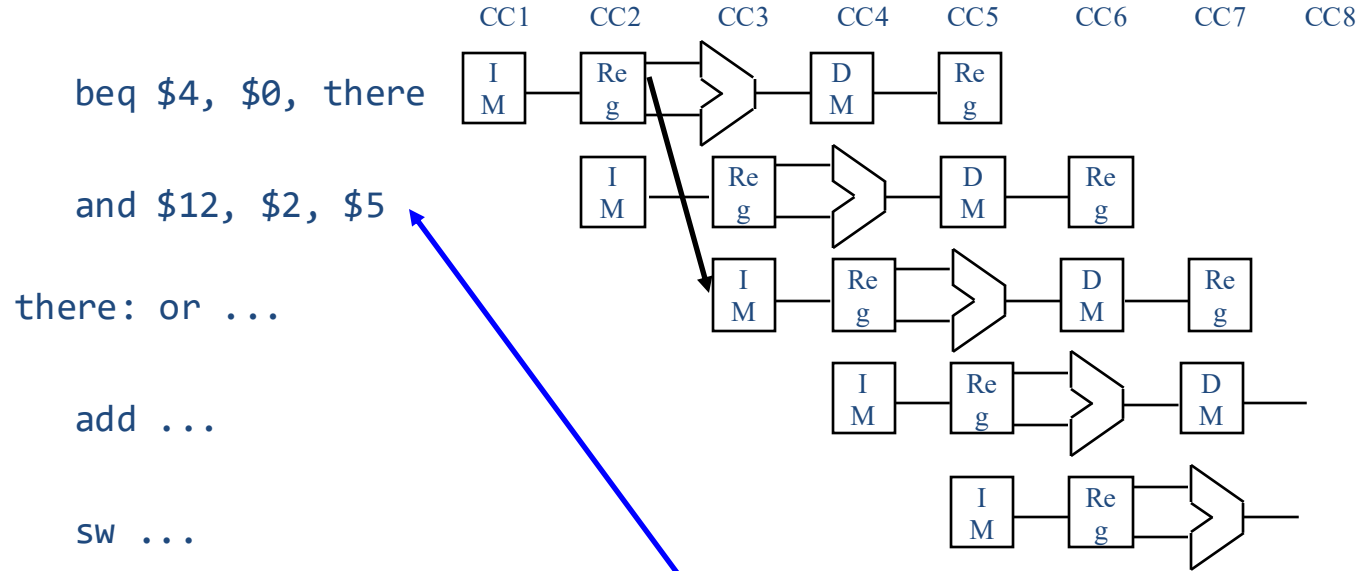 CC1 CC2 CC3 CC4 CC5 CC6 CC7 CC8
beq $4, $0, there
I
M
Re
g
D
M
Re
g
and $12, $2, $5
I
M
Re
g
D
M
Re
g
there: or ...
I
M
Re
g
D
M
Re
g
add ...
I
M
Re
g
D
M
sw ...
I
M
Re
g